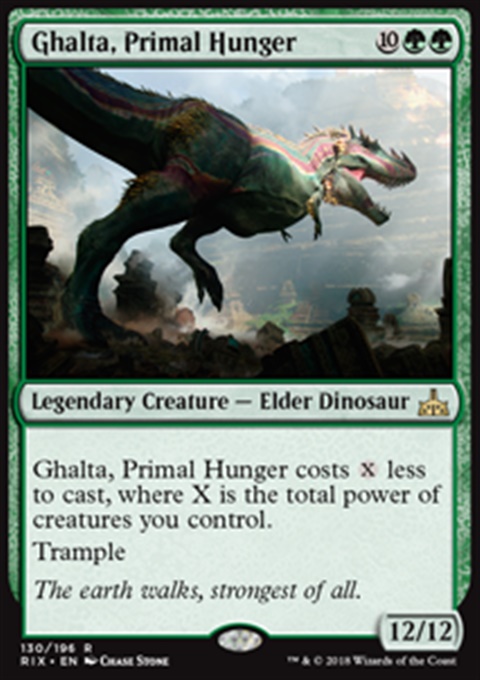 Ghalta, Primal Hunger 10
Legendary Creature — Elder Dinosaur
Ghalta, Primal Hunger costs X less
to cast, where X is the total power of
creatures you control.
Trample
The earth walks, strongest of all.
12/12
130/196 R
RIX • EN Chase Stone
™ & © 2018 Wizards of the Coast